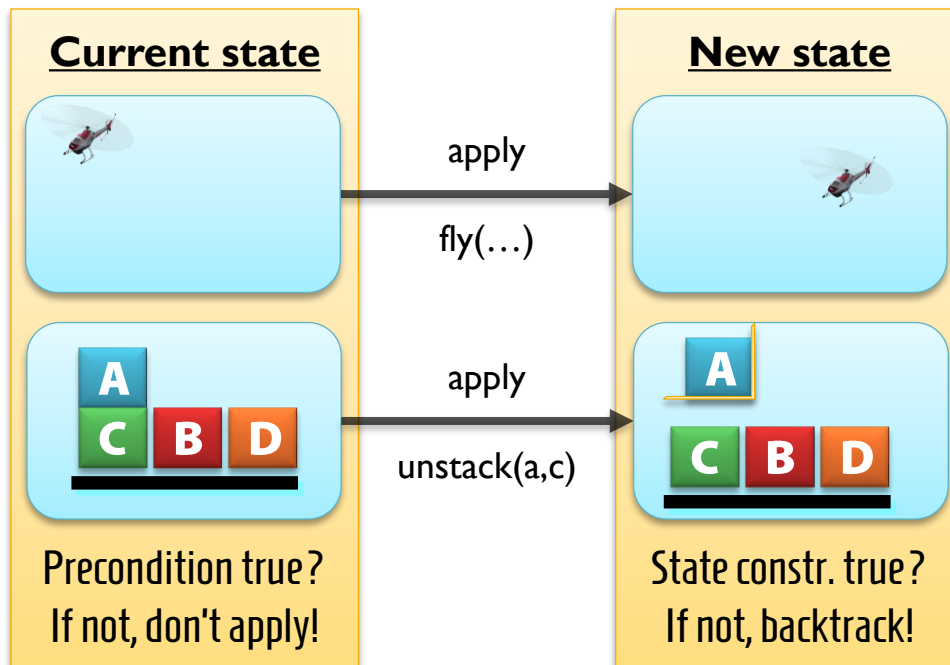 Current state
New state
apply
fly(…)
A
C B D
apply
unstack(a,c)
A
C B D
Precondition true?
If not, don't apply!
State constr. true?
If not, backtrack!